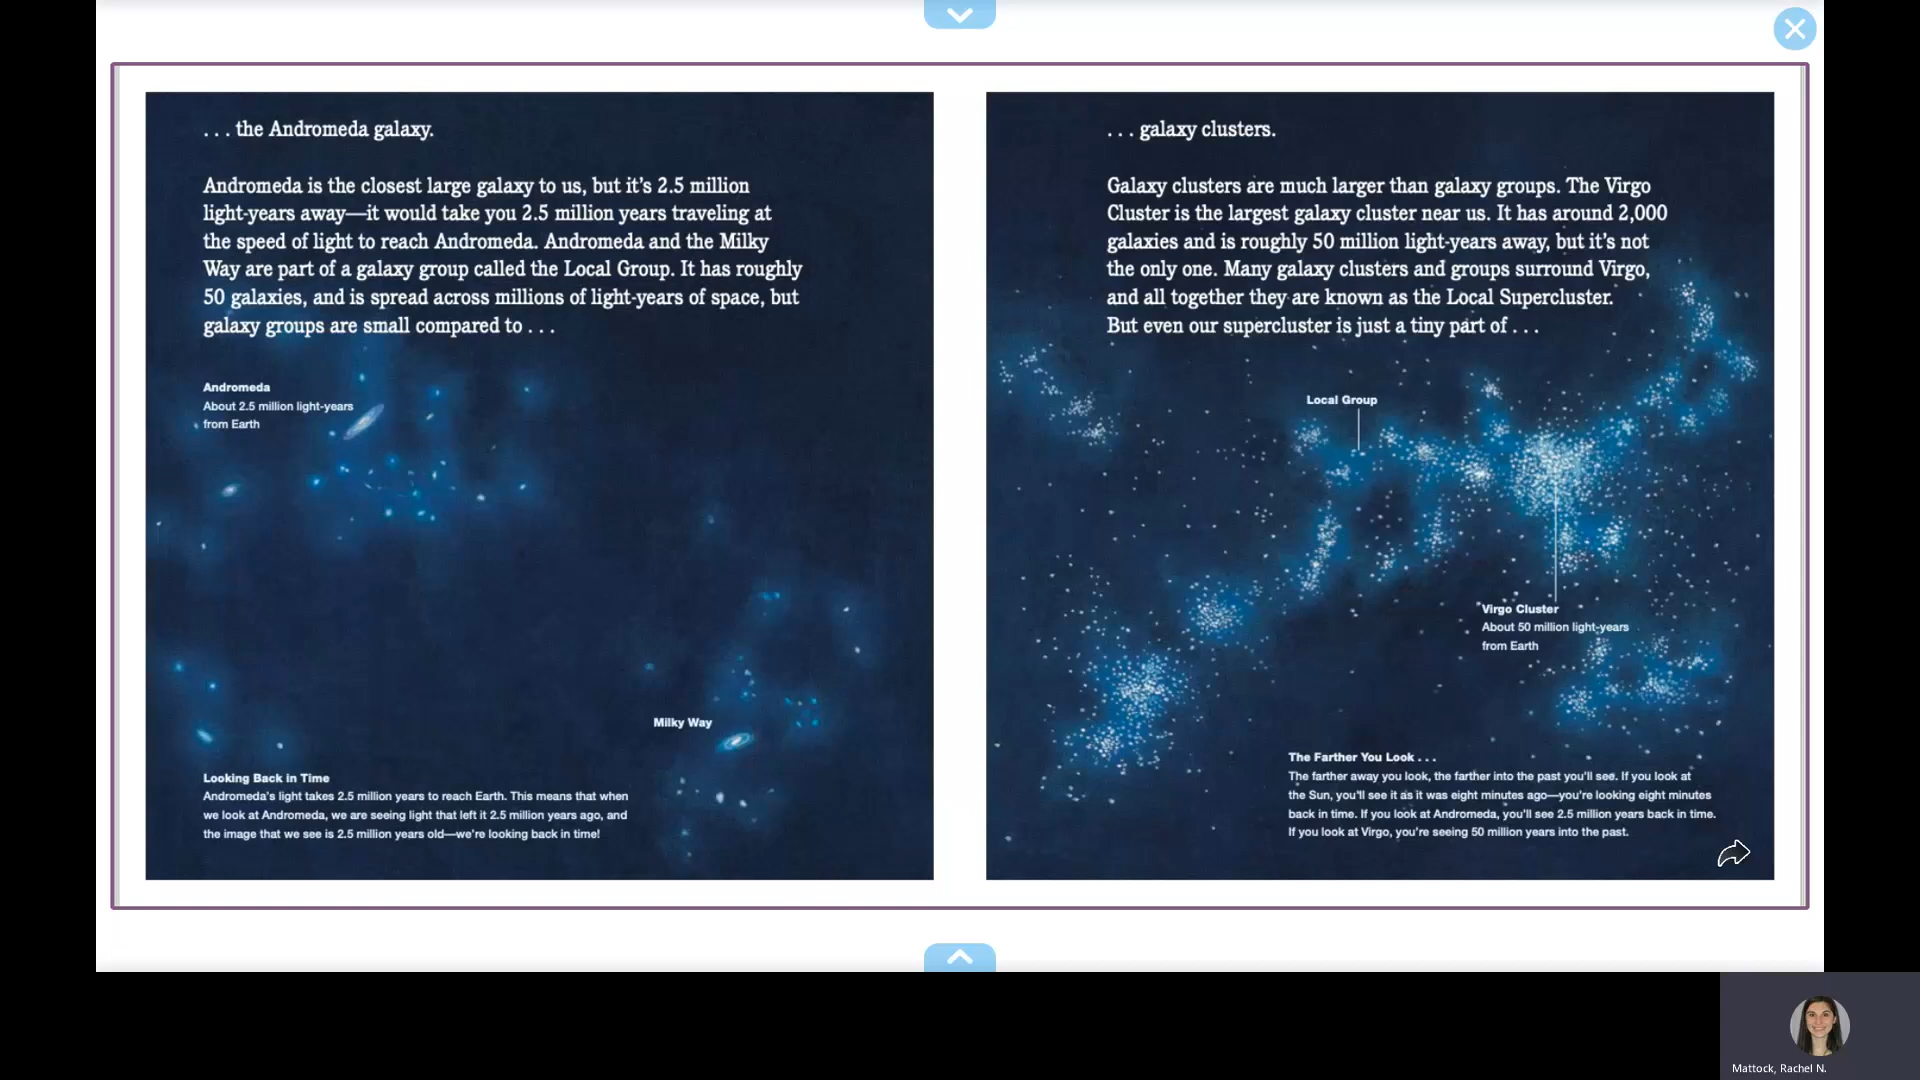 . . . the Andromeda galaxy.
Andromeda is the closest large galaxy to us, but it’s 2.5 million
light-years away—it would take you 2.5 million years traveling at
the speed of light to reach Andromeda. Andromeda and the Milky
Way are part of a galaxy group called the Local Group. It has roughly
50 galaxies, and is spread across millions of light-years of space, but
galaxy groups are small compared to . . .
Andromeda
About 2.5 million light-years
from Earth
Milky Way
Looking Back in Time
Andromeda’s light takes 2.5 million years to reach Earth. This means that when
we look at Andromeda, we are seeing light that left it 2.5 million years ago, and
the image that we see is 2.5 million years old—we’re looking back in time!
. . . galaxy clusters.
Galaxy clusters are much larger than galaxy groups. The Virgo
Cluster is the largest galaxy cluster near us. It has around 2,000
galaxies and is roughly 50 million light-years away, but it’s not
the only one. Many galaxy clusters and groups surround Virgo,
and all together they are known as the Local Supercluster.
But even our supercluster is just a tiny part of . . .
Local Group
Virgo Cluster
About 50 million light-years
from Earth
The Farther You Look . . .
The farther away you look, the farther into the past you’ll see. If you look at
the Sun, you’ll see it as it was eight minutes ago—you’re looking eight minutes
back in time. If you look at Andromeda, you’ll see 2.5 million years back in time.
If you look at Virgo, you’re seeing 50 million years into the past.
Mattock, Rachel N.